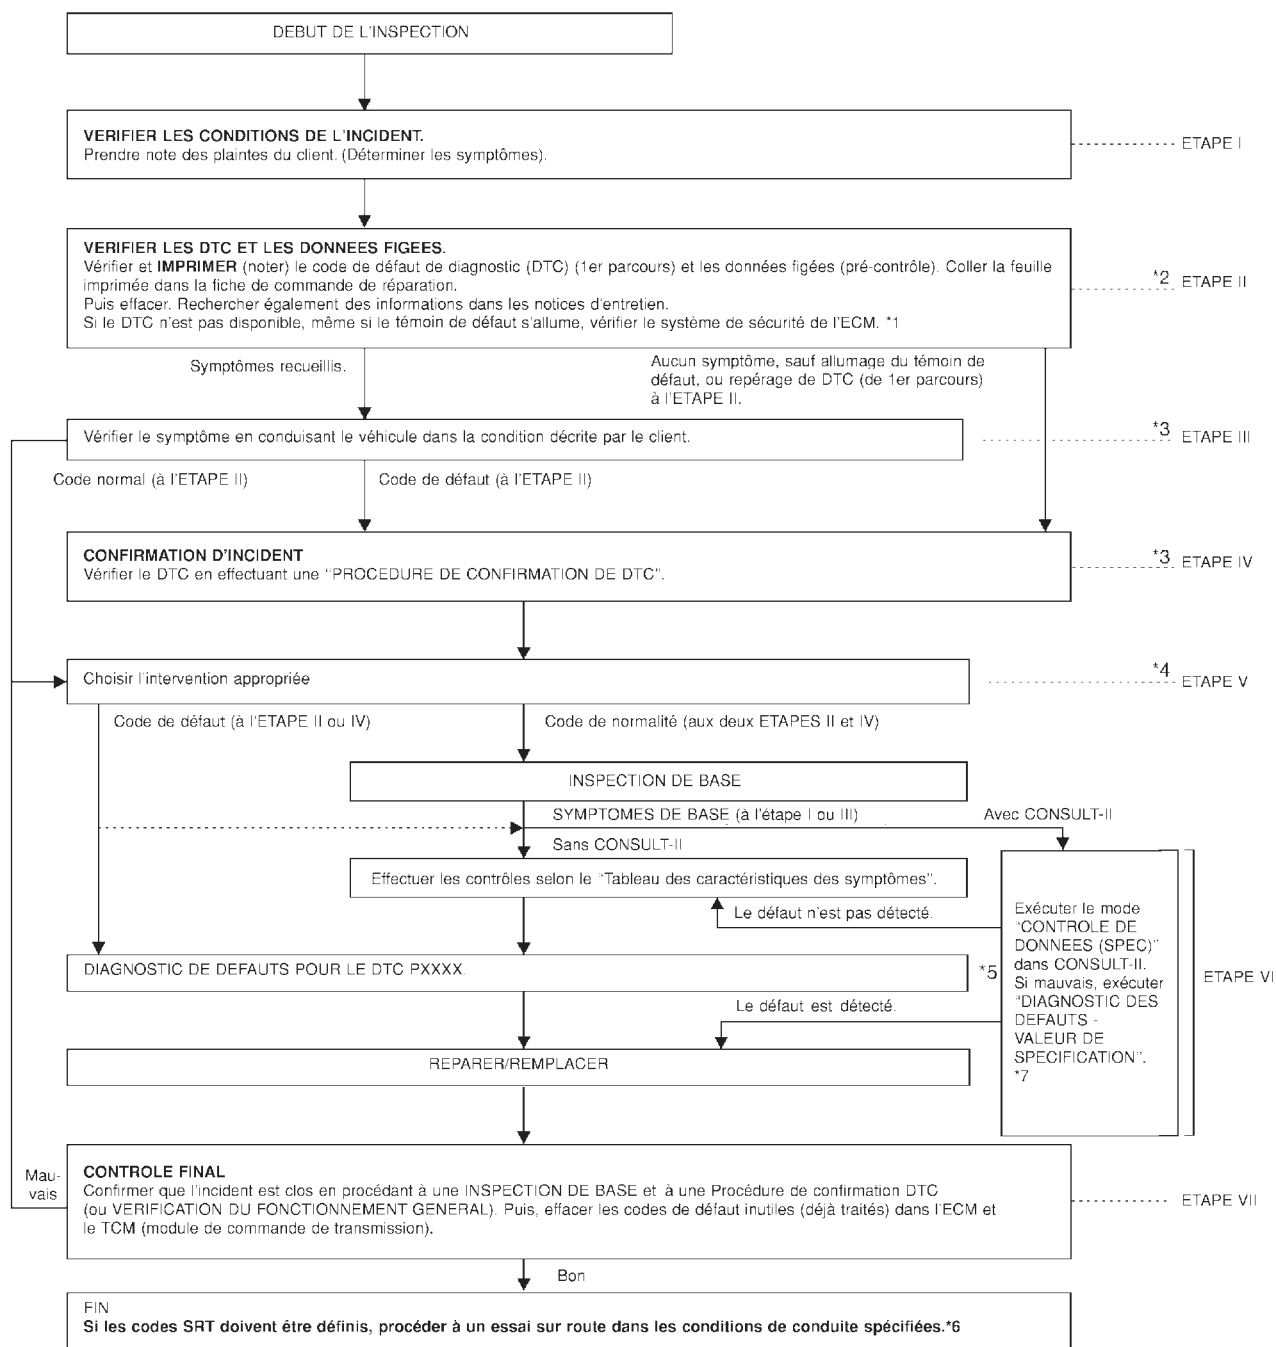 DEBUT DE L'INSPECTION
VERIFIER LES CONDITIONS DE L'INCIDENT.
Prendre note des plaintes du client. (Déterminer les symptômes).
ETAPE I
VERIFIER LES DTC ET LES DONNEES FIGEES.
Vérifier et IMPRIMER (noter) le code de défaut de diagnostic (DTC) (1er parcours) et les données figées (pré-contrôle). Coller la feuille
imprimée dans la fiche de commande de réparation.
Puis effacer. Rechercher également des informations dans les notices d'entretien.
Si le DTC n'est pas disponible, même si le témoin de défaut s'allume, vérifier le système de sécurité de l'ECM. *1
*2 ETAPE II
Symptômes recueillis.
Aucun symptôme, sauf allumage du témoin de
défaut, ou repérage de DTC (de 1er parcours)
à l'ETAPE II.
Vérifier le symptôme en conduisant le véhicule dans la condition décrite par le client.
*3 ETAPE III
Code normal (à l'ETAPE II)
Code de défaut (à l'ETAPE II)
CONFIRMATION D'INCIDENT
Vérifier le DTC en effectuant une "PROCEDURE DE CONFIRMATION DE DTC".
*3 ETAPE IV
Choisir l'intervention appropriée
*4 ETAPE V
Code de défaut (à l'ETAPE II ou IV)
Code de normalité (aux deux ETAPES II et IV)
INSPECTION DE BASE
SYMPTOMES DE BASE (à l'étape I ou III)
Avec CONSULT-II
Sans CONSULT-II
Effectuer les contrôles selon le "Tableau des caractéristiques des symptômes".
Le défaut n'est pas détecté.
Exécuter le mode
"CONTROLE DE
DONNEES (SPEC)"
dans CONSULT-II.
Si mauvais, exécuter
"DIAGNOSTIC DES
DEFAUTS -
VALEUR DE
SPECIFICATION".
*7
ETAPE VI
DIAGNOSTIC DE DEFAUTS POUR LE DTC PXXXX.
*5
Le défaut est détecté.
REPARER/REMPLACER
Mau-
vais
CONTROLE FINAL
Confirmer que l'incident est clos en procédant à une INSPECTION DE BASE et à une Procédure de confirmation DTC
(ou VERIFICATION DU FONCTIONNEMENT GENERAL). Puis, effacer les codes de défaut inutiles (déjà traités) dans l'ECM et
le TCM (module de commande de transmission).
ETAPE VII
Bon
FIN
Si les codes SRT doivent être définis, procéder à un essai sur route dans les conditions de conduite spécifiées.*6